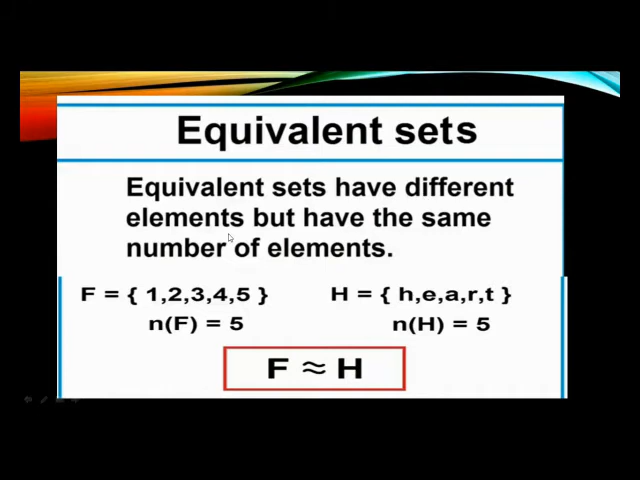 Equivalent sets
Equivalent sets have different
elements but have the same
number of elements.
F = { 1,2,3,4,5 } H = { h,e,a,r,t }
n(F) = 5 n(H) = 5
F ≈ H